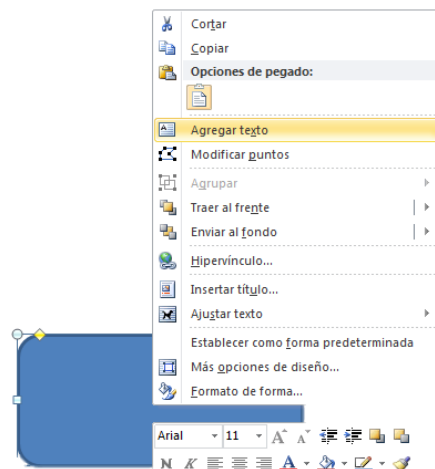 Cortar
Copiar
Opciones de pegado:
Agregar texto
Modificar puntos
Agrupar
Traer al frente
Enviar al fondo
Hipervínculo...
Insertar título...
Ajustar texto
Establecer como forma predeterminada
Más opciones de diseño...
Formato de forma...
Arial 11 A A
N K A